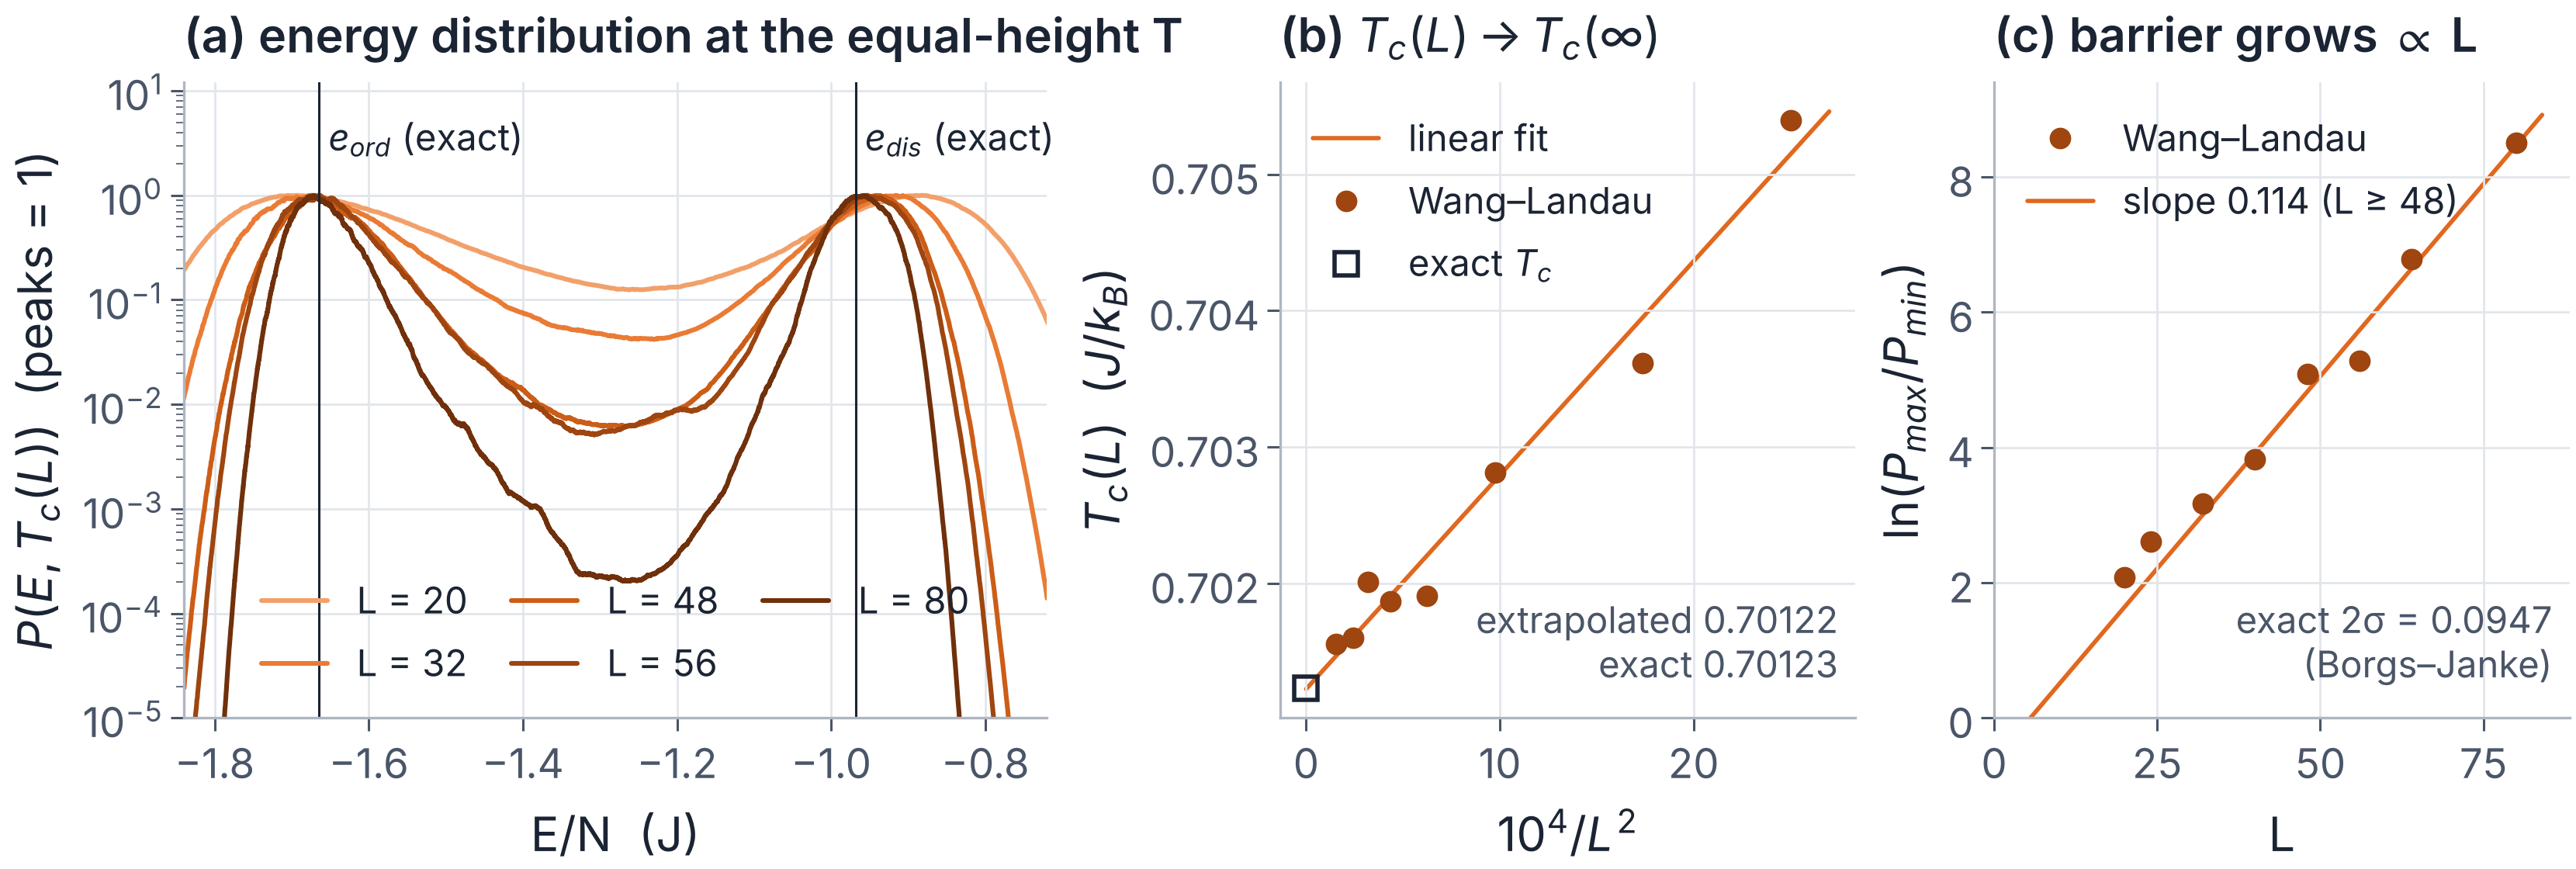 (a) energy distribution at the equal-height T
P(E, T_c(L)) (peaks = 1)
10^1
10^0
10^−1
10^−2
10^−3
10^−4
10^−5
e_ord (exact)
e_dis (exact)
L = 20
L = 48
L = 80
L = 32
L = 56
−1.8
−1.6
−1.4
−1.2
−1.0
−0.8
E/N (J)
(b) T_c(L) → T_c(∞)
T_c(L) (J/k_B)
0.705
0.704
0.703
0.702
linear fit
Wang–Landau
exact T_c
extrapolated 0.70122
exact 0.70123
0
10
20
10^4/L^2
(c) barrier grows ∝ L
ln(P_max/P_min)
8
6
4
2
0
Wang–Landau
slope 0.114 (L ≥ 48)
exact 2σ = 0.0947
(Borgs–Janke)
0
25
50
75
L